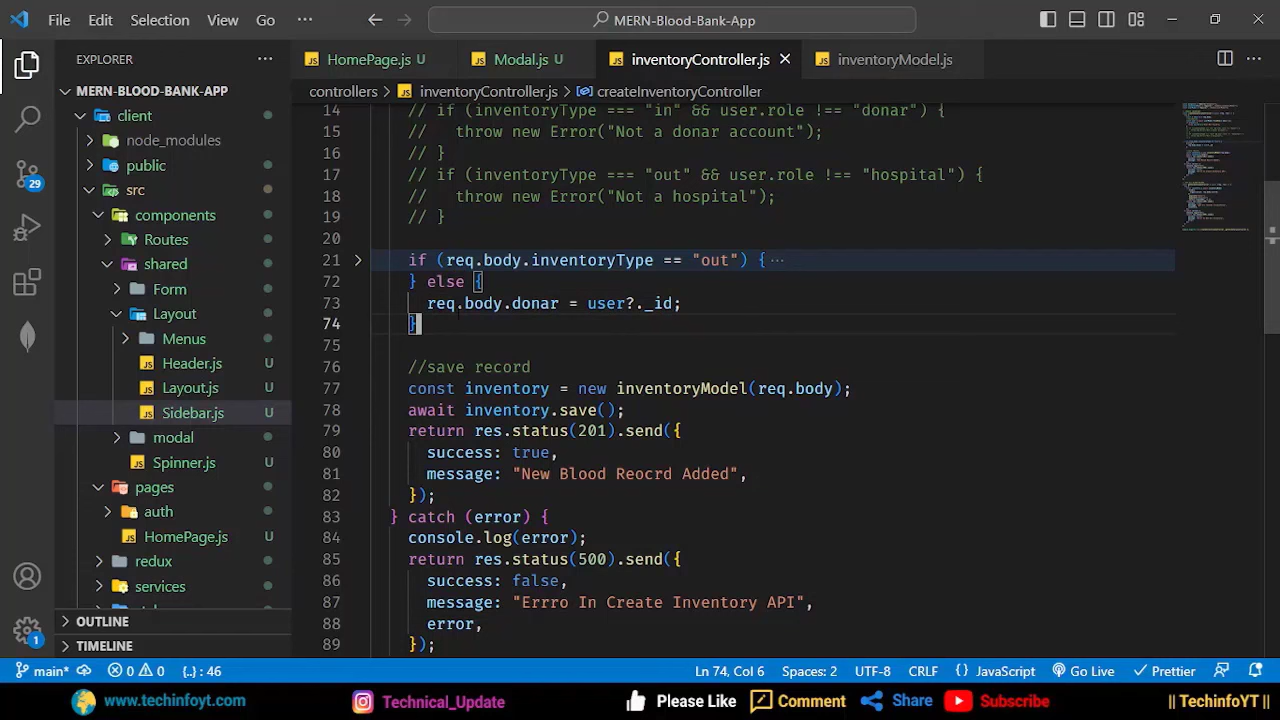 File Edit Selection View Go ··· MERN-Blood-Bank-App
EXPLORER ···
HomePage.js U Modal.js U inventoryController.js inventoryModel.js ···
controllers > inventoryController.js > createInventoryController
MERN-BLOOD-BANK-APP
client
node_modules
public
src
components
Routes
shared
Form
Layout
Menus
Header.js U
Layout.js U
Sidebar.js U
modal
Spinner.js U
pages
auth
HomePage.js U
redux
services
OUTLINE
TIMELINE
29
1
14 // if (inventoryType === "in" && user.role !== "donar") {
15 // throw new Error("Not a donar account");
16 // }
17 // if (inventoryType === "out" && user.role !== "hospital") {
18 // throw new Error("Not a hospital");
19 // }
20
21 if (req.body.inventoryType == "out") { ···
72 } else {
73 req.body.donar = user?._id;
74 }
75
76 //save record
77 const inventory = new inventoryModel(req.body);
78 await inventory.save();
79 return res.status(201).send({
80 success: true,
81 message: "New Blood Reocrd Added",
82 });
83 } catch (error) {
84 console.log(error);
85 return res.status(500).send({
86 success: false,
87 message: "Errro In Create Inventory API",
88 error,
89 });
main* 0 0 {..} : 46 Ln 74, Col 6 Spaces: 2 UTF-8 CRLF {} JavaScript Go Live Prettier
www.techinfoyt.com Technical_Update Please Like Comment Share Subscribe || TechinfoYT ||